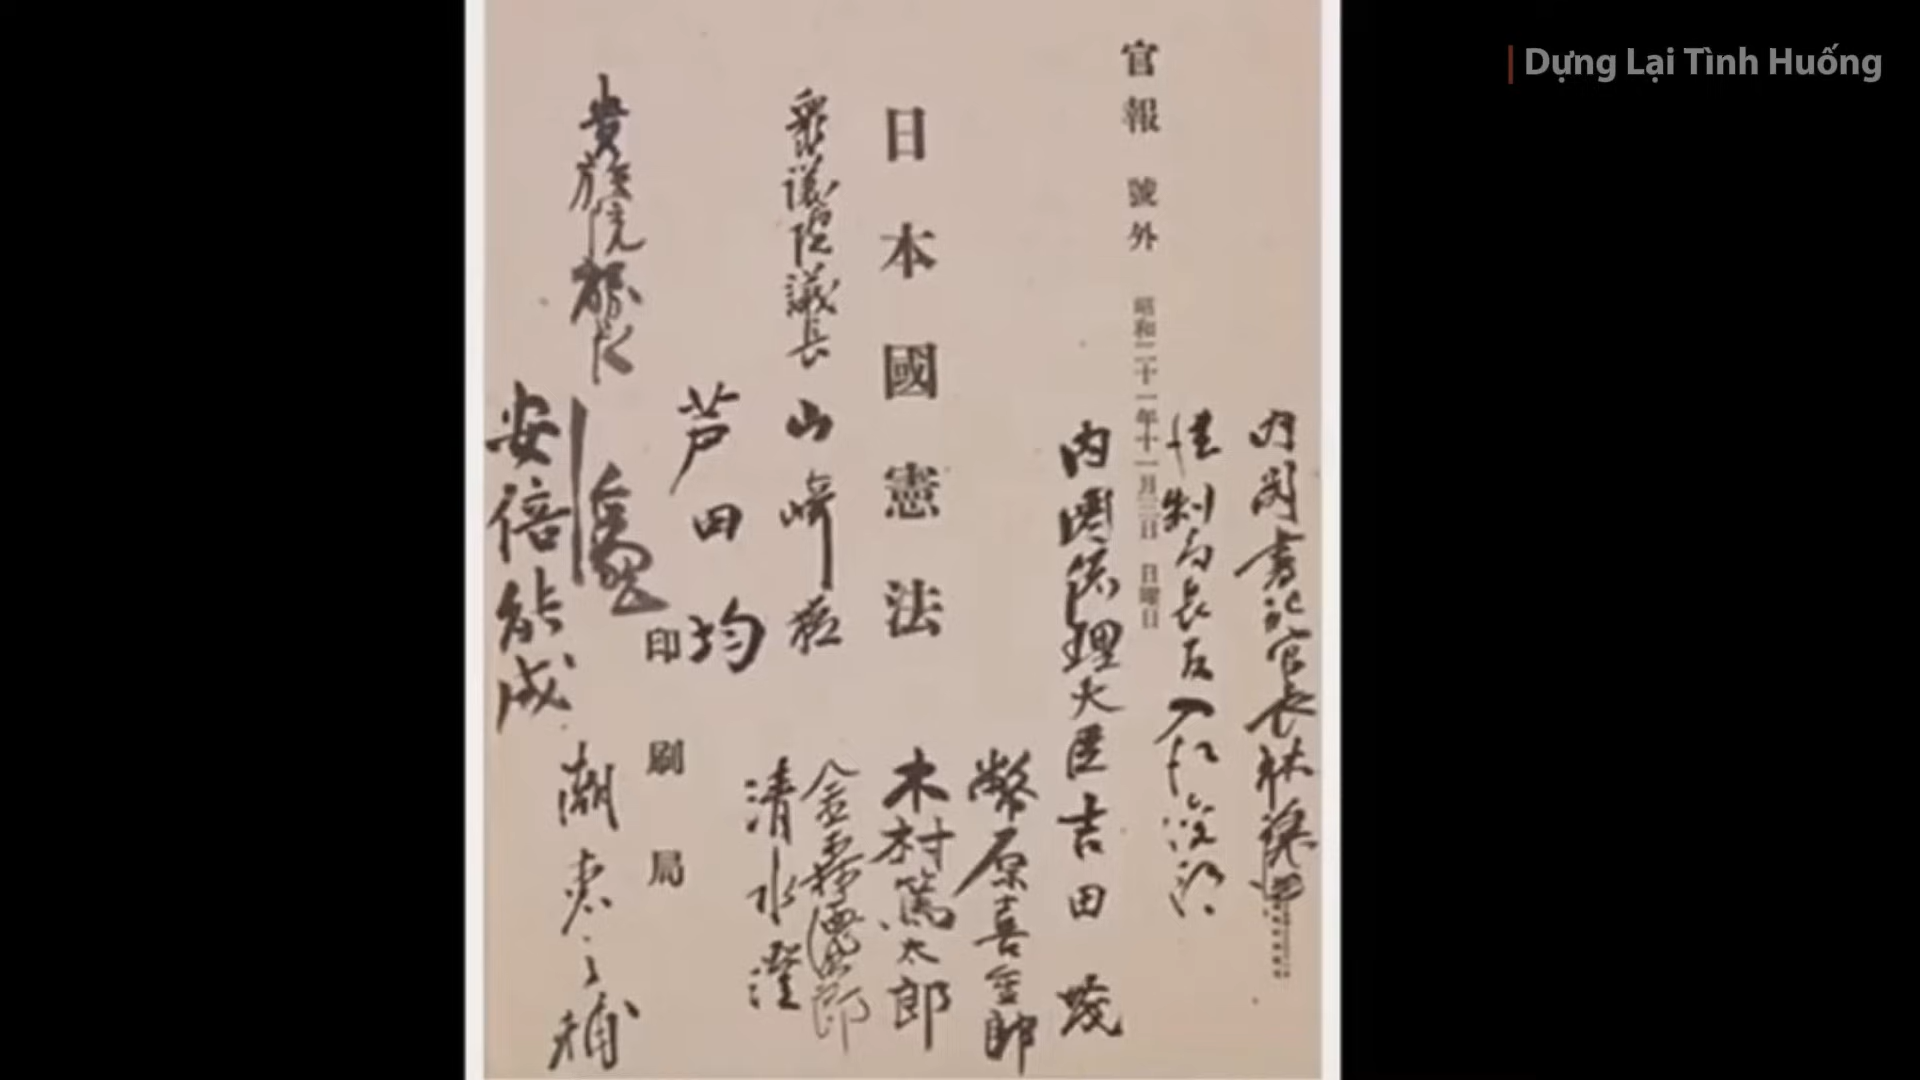 Dựng Lại Tình Huống
官報 號外 昭和二十一年十一月三日 日曜日
内閣書記官長林譲治
法制局長官入江俊郎
内閣総理大臣吉田茂
幣原喜重郎
日本國憲法
木村篤太郎
衆議院議長 山崎猛
金森徳次郎
芦田均
清水澄
印刷局
貴族院議長
安倍能成
潮恵之輔